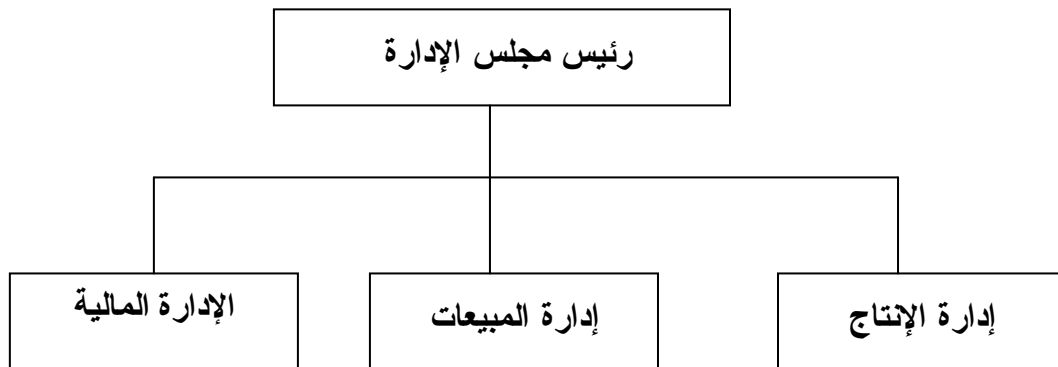 رئيس مجلس الإدارة
إدارة الإنتاج
إدارة المبيعات
الإدارة المالية